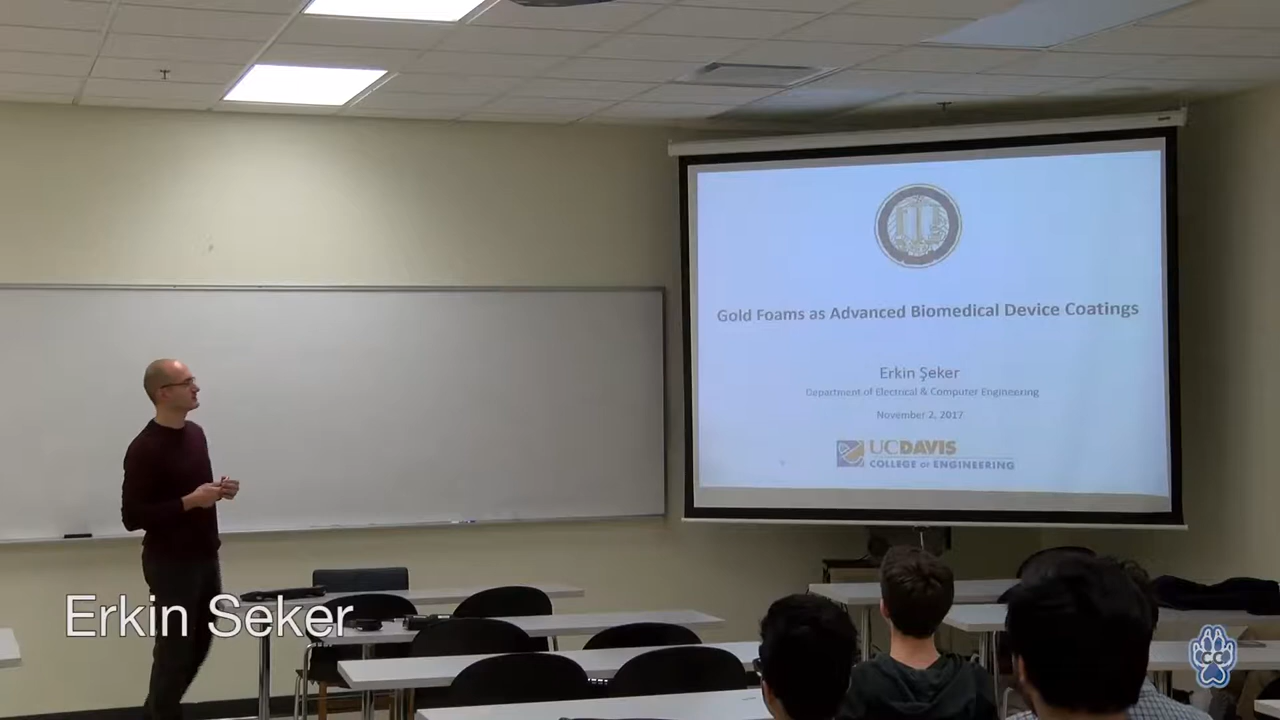 Gold Foams as Advanced Biomedical Device Coatings
Erkin Şeker
Department of Electrical & Computer Engineering
November 2, 2017
UCDAVIS
COLLEGE OF ENGINEERING
Erkin Seker
CC